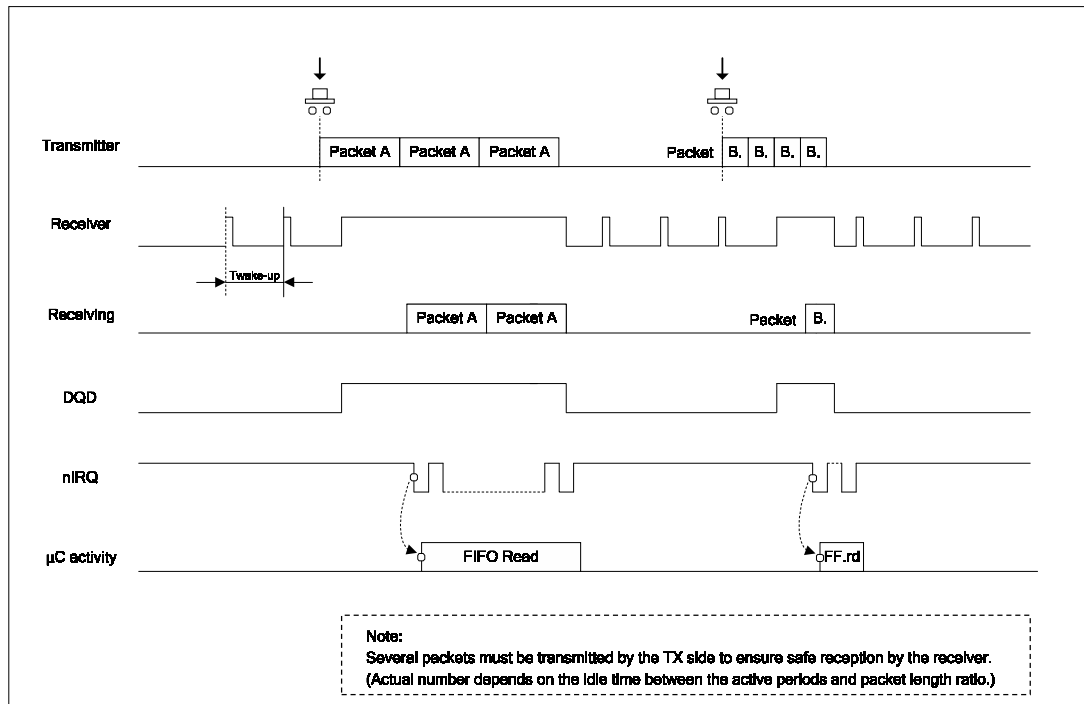 Transmitter
Packet A Packet A Packet A
Packet B. B. B. B.
Receiver
Twake-up
Receiving
Packet A Packet A
Packet B.
DQD
nIRQ
µC activity
FIFO Read
FF.rd
Note:
Several packets must be transmitted by the TX side to ensure safe reception by the receiver.
(Actual number depends on the idle time between the active periods and packet length ratio.)